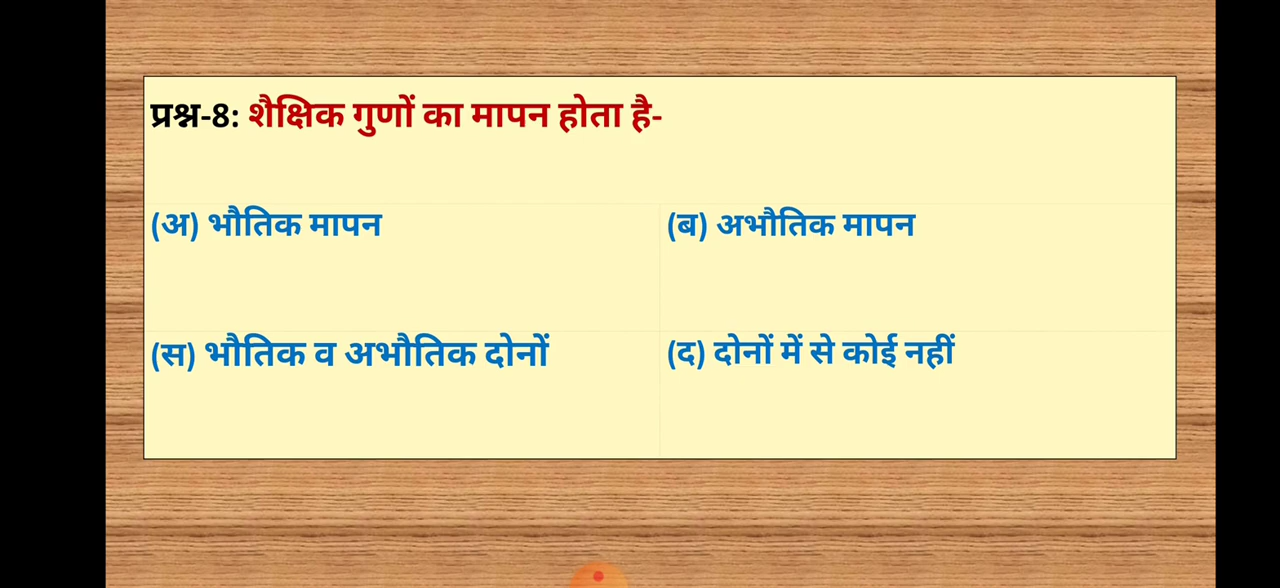 प्रश्न-8: शैक्षिक गुणों का मापन होता है-
(अ) भौतिक मापन
(ब) अभौतिक मापन
(स) भौतिक व अभौतिक दोनों
(द) दोनों में से कोई नहीं